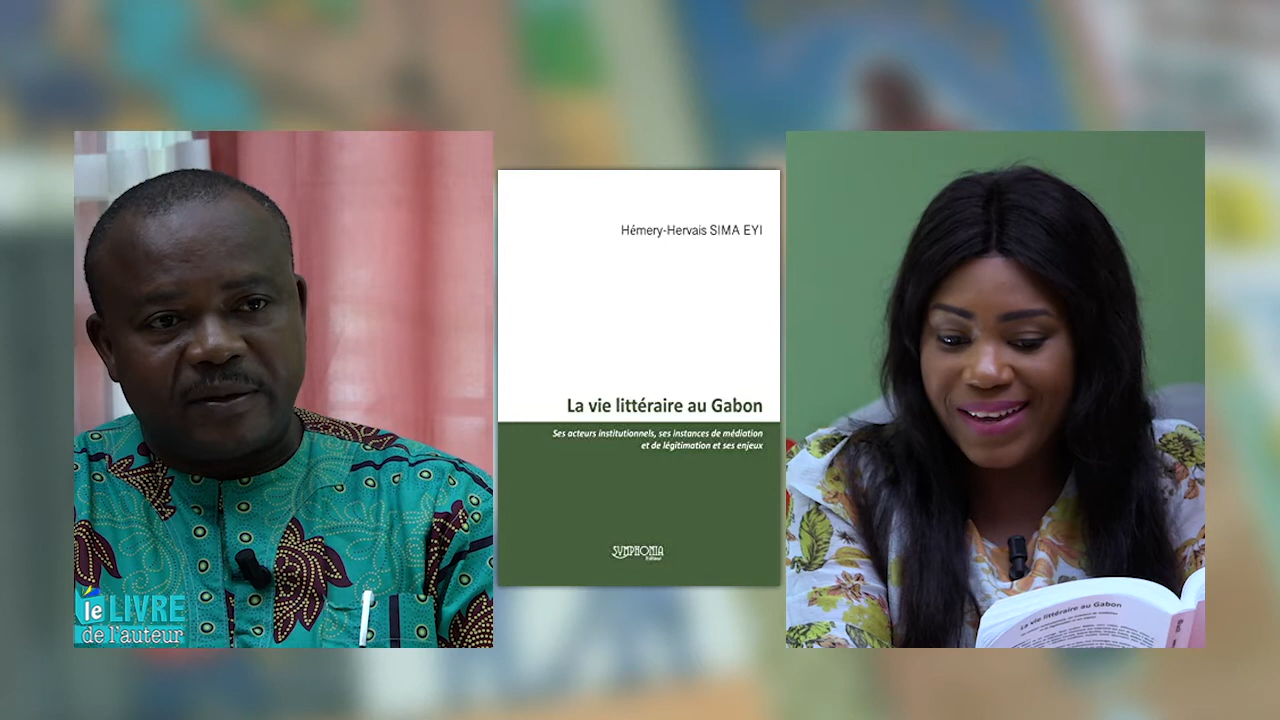 Hémery-Hervais SIMA EYI
La vie littéraire au Gabon
Ses acteurs institutionnels, ses instances de médiation
et de légitimation et ses enjeux
SYMPHONIA
Editeur
le LIVRE
de l'auteur
La vie littéraire au Gabon